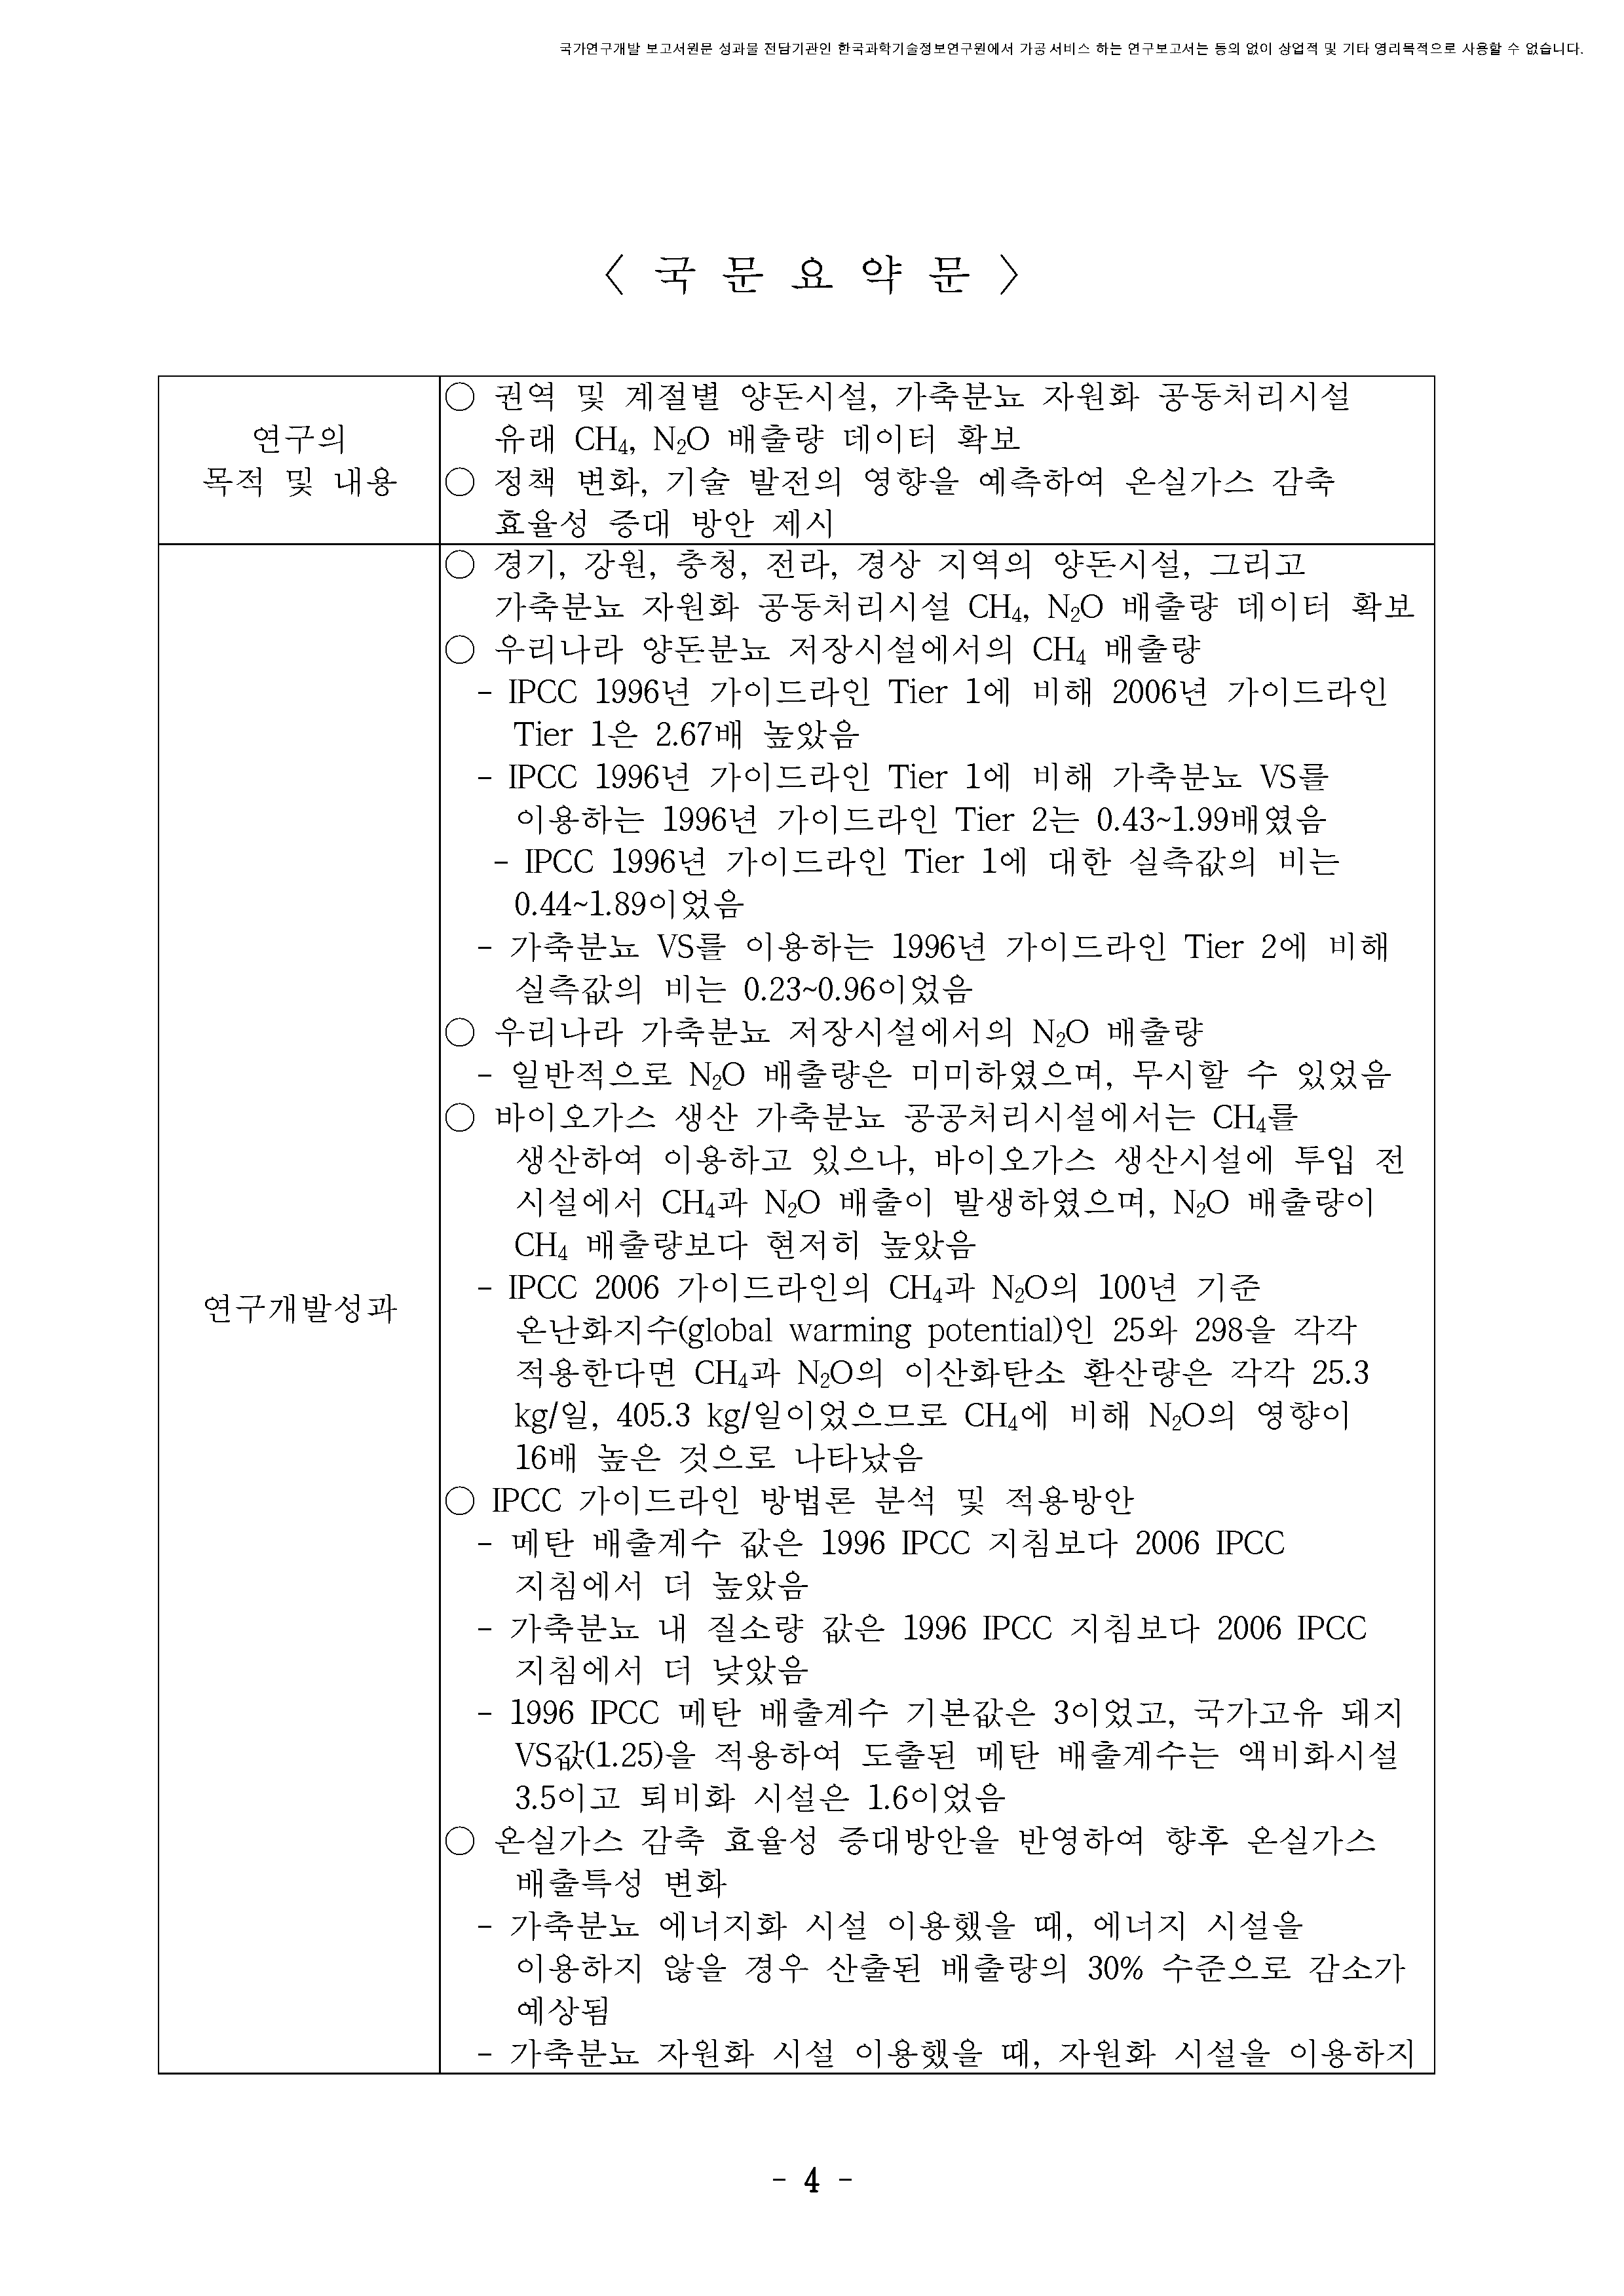 국가연구개발 보고서원문 성과물 전담기관인 한국과학기술정보연구원에서 가공·서비스 하는 연구보고서는 동의 없이 상업적 및 기타 영리목적으로 사용할 수 없습니다.
〈 국 문 요 약 문 〉
연구의
목적 및 내용
○ 권역 및 계절별 양돈시설, 가축분뇨 자원화 공동처리시설
유래 CH₄, N₂O 배출량 데이터 확보
○ 정책 변화, 기술 발전의 영향을 예측하여 온실가스 감축
효율성 증대 방안 제시
연구개발성과
○ 경기, 강원, 충청, 전라, 경상 지역의 양돈시설, 그리고
가축분뇨 자원화 공동처리시설 CH₄, N₂O 배출량 데이터 확보
○ 우리나라 양돈분뇨 저장시설에서의 CH₄ 배출량
- IPCC 1996년 가이드라인 Tier 1에 비해 2006년 가이드라인
Tier 1은 2.67배 높았음
- IPCC 1996년 가이드라인 Tier 1에 비해 가축분뇨 VS를
이용하는 1996년 가이드라인 Tier 2는 0.43~1.99배였음
- IPCC 1996년 가이드라인 Tier 1에 대한 실측값의 비는
0.44~1.89이었음
- 가축분뇨 VS를 이용하는 1996년 가이드라인 Tier 2에 비해
실측값의 비는 0.23~0.96이었음
○ 우리나라 가축분뇨 저장시설에서의 N₂O 배출량
- 일반적으로 N₂O 배출량은 미미하였으며, 무시할 수 있었음
○ 바이오가스 생산 가축분뇨 공공처리시설에서는 CH₄를
생산하여 이용하고 있으나, 바이오가스 생산시설에 투입 전
시설에서 CH₄과 N₂O 배출이 발생하였으며, N₂O 배출량이
CH₄ 배출량보다 현저히 높았음
- IPCC 2006 가이드라인의 CH₄과 N₂O의 100년 기준
온난화지수(global warming potential)인 25와 298을 각각
적용한다면 CH₄과 N₂O의 이산화탄소 환산량은 각각 25.3
kg/일, 405.3 kg/일이었으므로 CH₄에 비해 N₂O의 영향이
16배 높은 것으로 나타났음
○ IPCC 가이드라인 방법론 분석 및 적용방안
- 메탄 배출계수 값은 1996 IPCC 지침보다 2006 IPCC
지침에서 더 높았음
- 가축분뇨 내 질소량 값은 1996 IPCC 지침보다 2006 IPCC
지침에서 더 낮았음
- 1996 IPCC 메탄 배출계수 기본값은 3이었고, 국가고유 돼지
VS값(1.25)을 적용하여 도출된 메탄 배출계수는 액비화시설
3.5이고 퇴비화 시설은 1.6이었음
○ 온실가스 감축 효율성 증대방안을 반영하여 향후 온실가스
배출특성 변화
- 가축분뇨 에너지화 시설 이용했을 때, 에너지 시설을
이용하지 않을 경우 산출된 배출량의 30% 수준으로 감소가
예상됨
- 가축분뇨 자원화 시설 이용했을 때, 자원화 시설을 이용하지
- 4 -